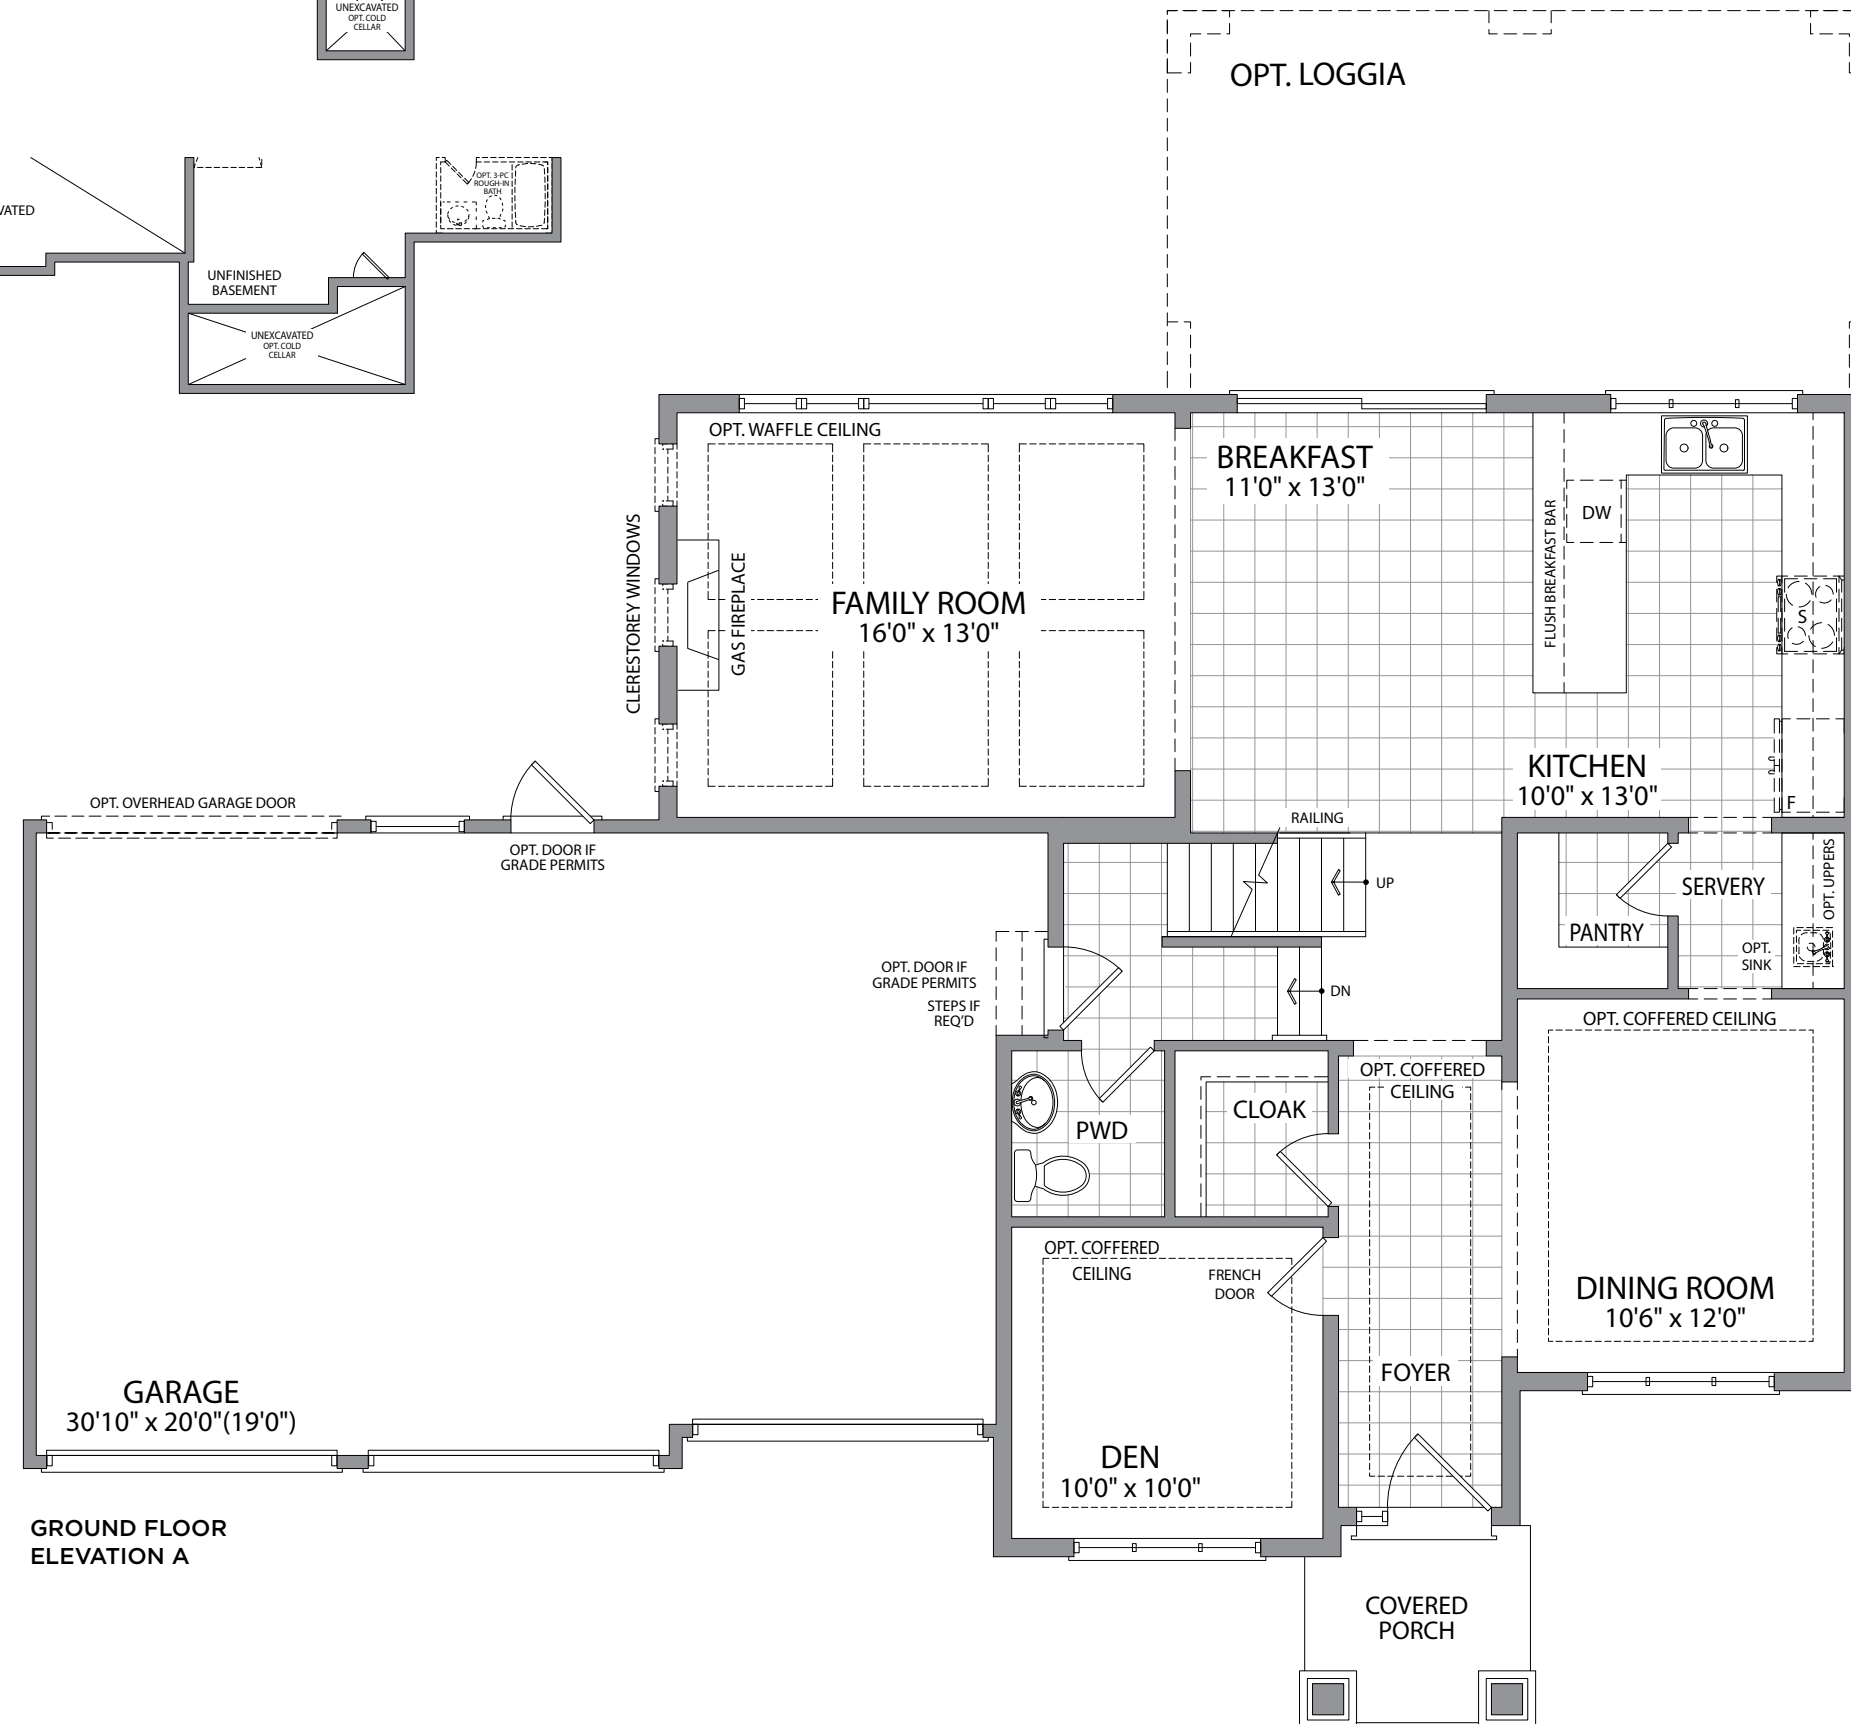 UNEXCAVATED
OPT. COLD
CELLAR
OPT. LOGGIA
OPT. 3-PC
ROUGH-IN
BATH
VATED
UNFINISHED
BASEMENT
UNEXCAVATED
OPT. COLD
CELLAR
OPT. WAFFLE CEILING
BREAKFAST
11'0" x 13'0"
FLUSH BREAKFAST BAR
DW
CLERESTOREY WINDOWS
GAS FIREPLACE
FAMILY ROOM
16'0" x 13'0"
S
KITCHEN
10'0" x 13'0"
F
OPT. OVERHEAD GARAGE DOOR
RAILING
OPT. DOOR IF
GRADE PERMITS
UP
SERVERY
OPT. UPPERS
PANTRY
OPT.
SINK
OPT. DOOR IF
GRADE PERMITS
STEPS IF
REQ'D
DN
OPT. COFFERED CEILING
OPT. COFFERED
CEILING
CLOAK
PWD
OPT. COFFERED
CEILING
FRENCH
DOOR
DINING ROOM
10'6" x 12'0"
FOYER
GARAGE
30'10" x 20'0"(19'0")
DEN
10'0" x 10'0"
GROUND FLOOR
ELEVATION A
COVERED
PORCH